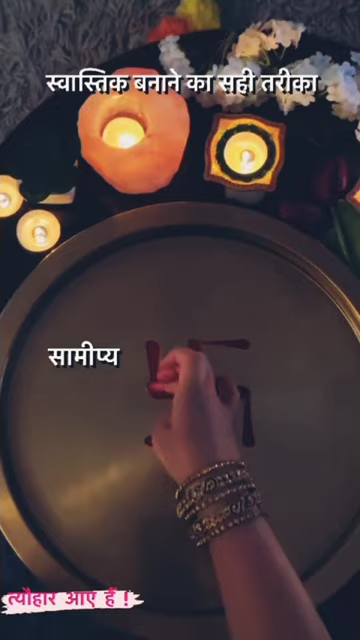 स्वास्तिक बनाने का सही तरीका
सामीप्य
त्यौहार आए हैं !